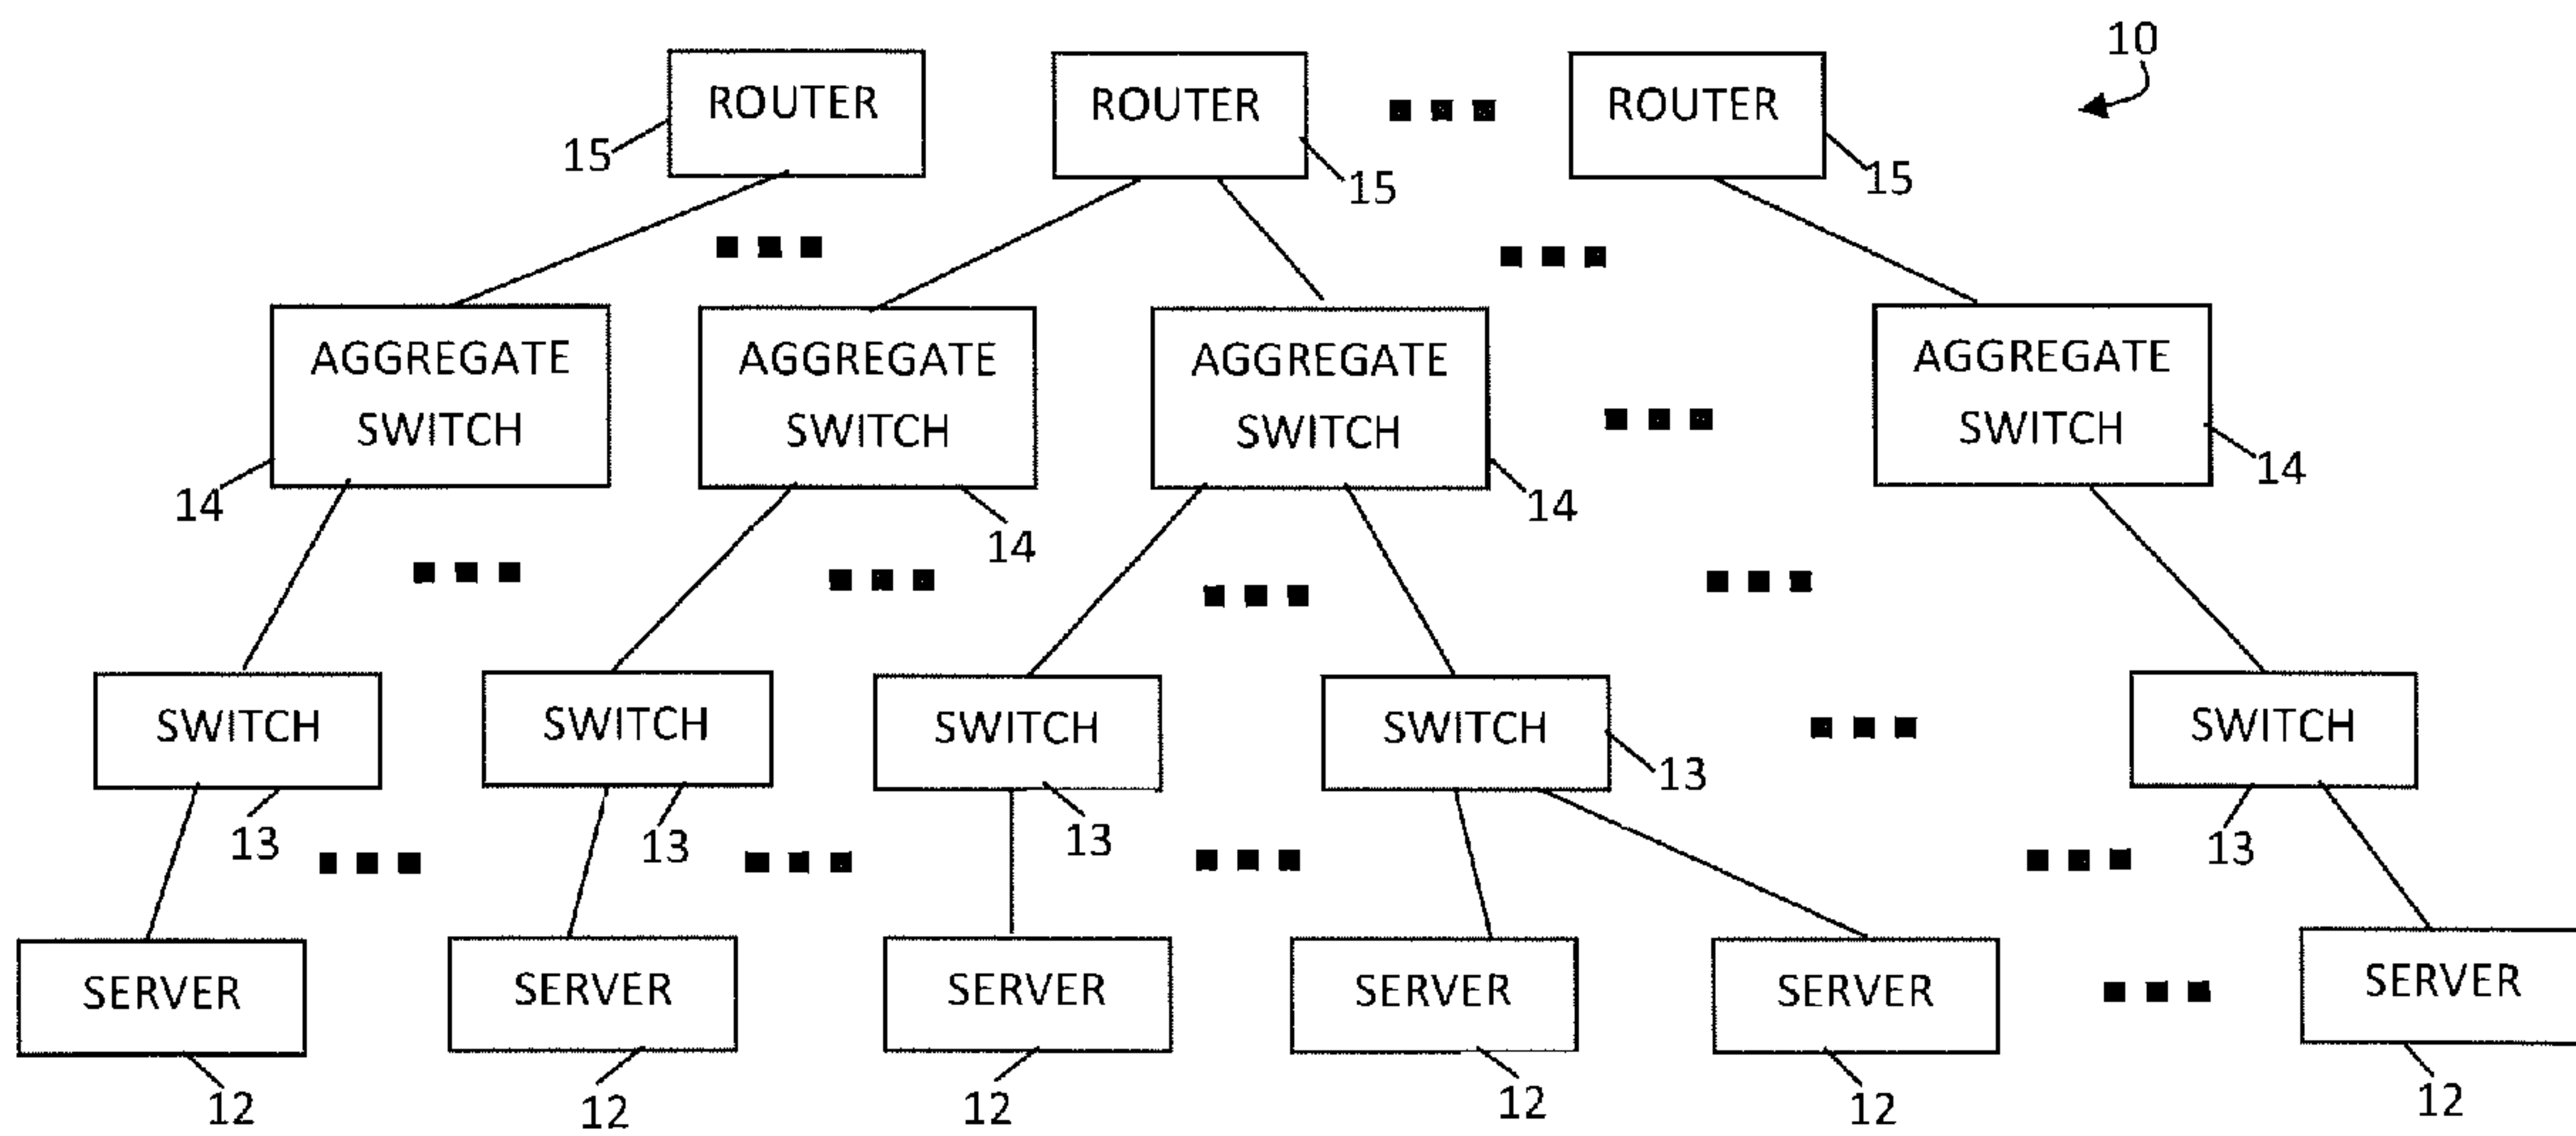 10
ROUTER
ROUTER
ROUTER
15
15
15
AGGREGATE
SWITCH
AGGREGATE
SWITCH
AGGREGATE
SWITCH
AGGREGATE
SWITCH
14
14
14
14
SWITCH
SWITCH
SWITCH
SWITCH
SWITCH
13
13
13
13
13
SERVER
SERVER
SERVER
SERVER
SERVER
SERVER
12
12
12
12
12
12